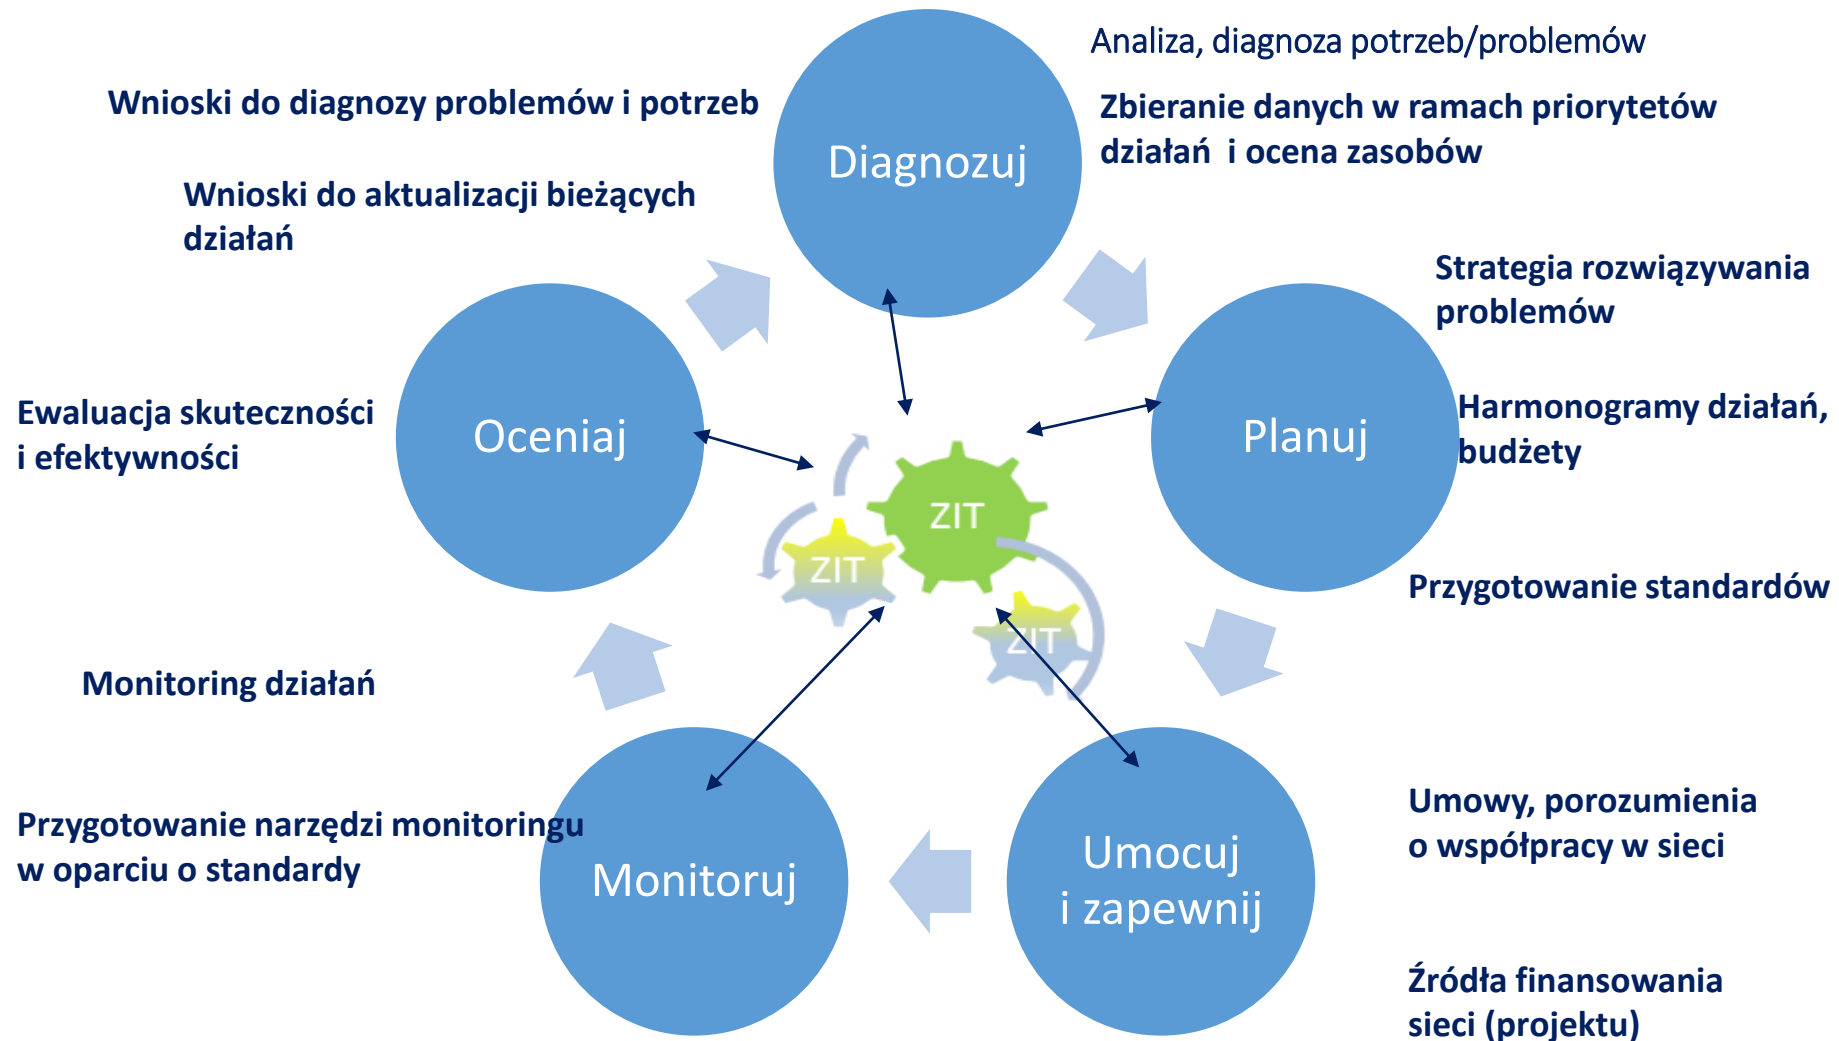 Analiza, diagnoza potrzeb/problemów
Wnioski do diagnozy problemów i potrzeb
Zbieranie danych w ramach priorytetów
działań i ocena zasobów
Diagnozuj
Wnioski do aktualizacji bieżących
działań
Strategia rozwiązywania
problemów
Ewaluacja skuteczności
i efektywności
Oceniaj
Planuj
Harmonogramy działań,
budżety
ZIT
ZIT
ZIT
Przygotowanie standardów
Monitoring działań
Przygotowanie narzędzi monitoringu
w oparciu o standardy
Monitoruj
Umocuj
i zapewnij
Umowy, porozumienia
o współpracy w sieci
Źródła finansowania
sieci (projektu)